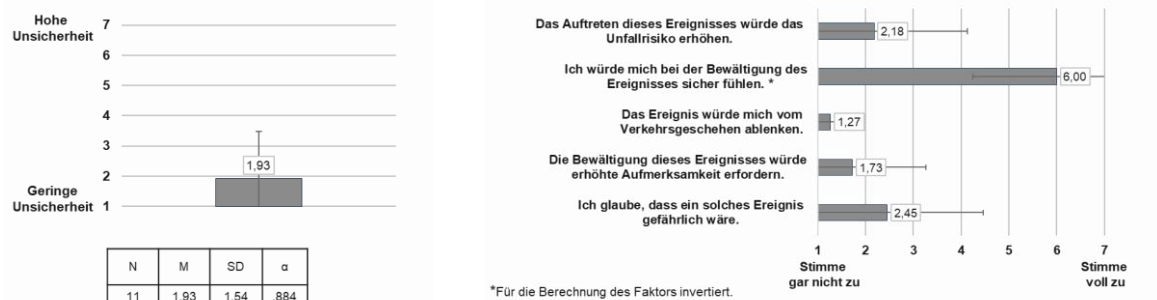 Hohe
Unsicherheit
7
6
5
4
3
2
1
1,93
Geringe
Unsicherheit
N M SD α
11 1,93 1,54 ,884
Das Auftreten dieses Ereignisses würde das
Unfallrisiko erhöhen.
2,18
Ich würde mich bei der Bewältigung des
Ereignisses sicher fühlen. *
6,00
Das Ereignis würde mich vom
Verkehrsgeschehen ablenken.
1,27
Die Bewältigung dieses Ereignisses würde
erhöhte Aufmerksamkeit erfordern.
1,73
Ich glaube, dass ein solches Ereignis
gefährlich wäre.
2,45
1 2 3 4 5 6 7
Stimme
gar nicht zu
Stimme
voll zu
*Für die Berechnung des Faktors invertiert.